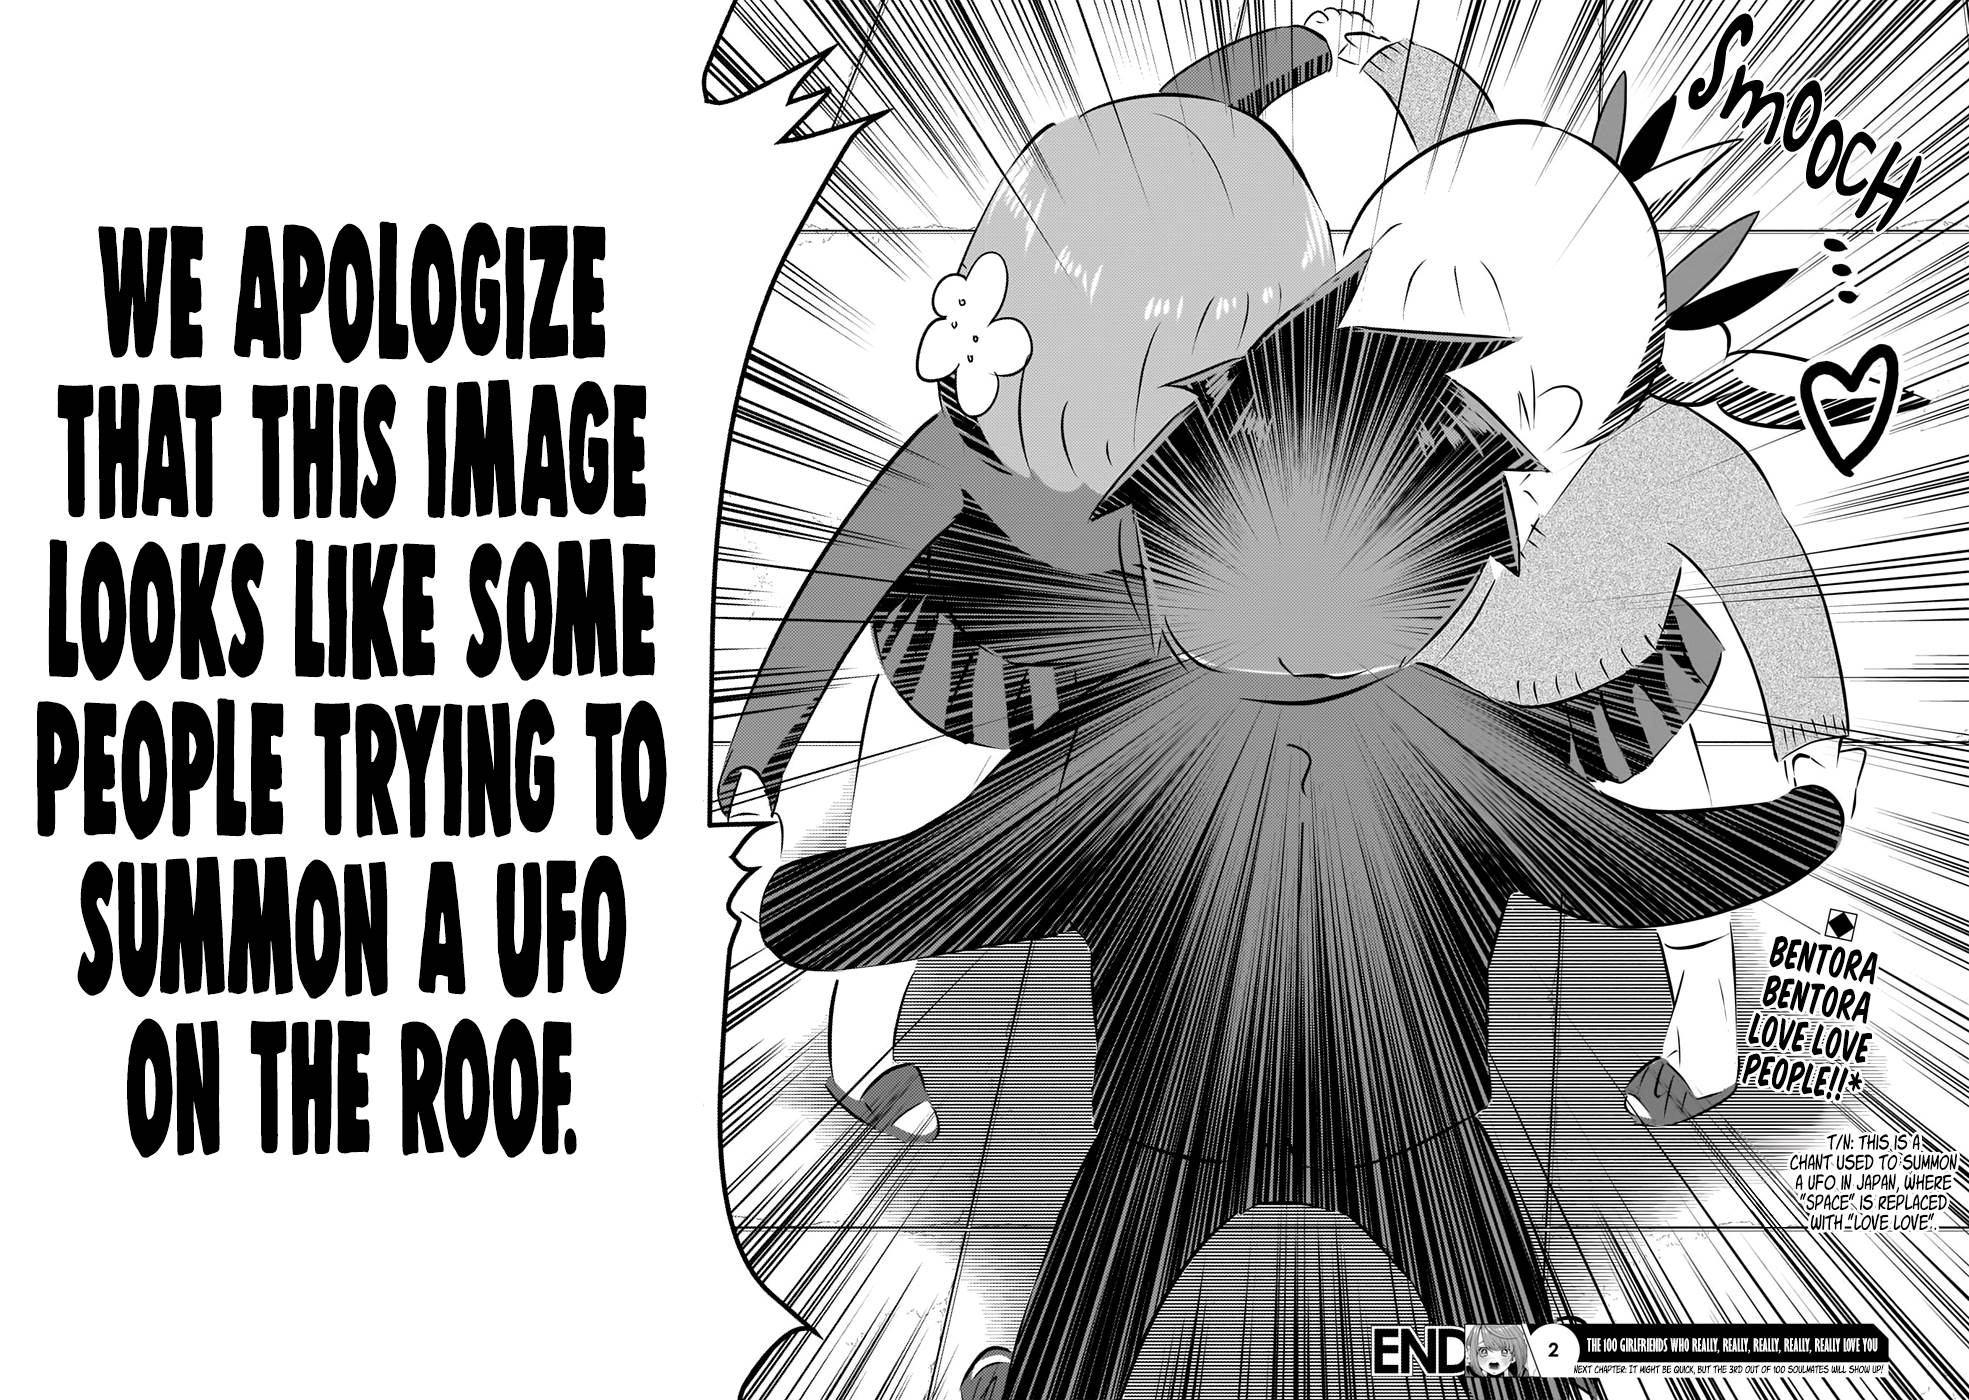 SMOOCH...
WE APOLOGIZE
THAT THIS IMAGE
LOOKS LIKE SOME
PEOPLE TRYING TO
SUMMON A UFO
ON THE ROOF.
BENTORA
BENTORA
LOVE LOVE
PEOPLE!!*
T/N: THIS IS A
CHANT USED TO SUMMON
A UFO IN JAPAN, WHERE
"SPACE" IS REPLACED
WITH "LOVE LOVE".
END
2
THE 100 GIRLFRIENDS WHO REALLY, REALLY, REALLY, REALLY, REALLY LOVE YOU
NEXT CHAPTER: IT MIGHT BE QUICK, BUT THE 3RD OUT OF 100 SOULMATES WILL SHOW UP!